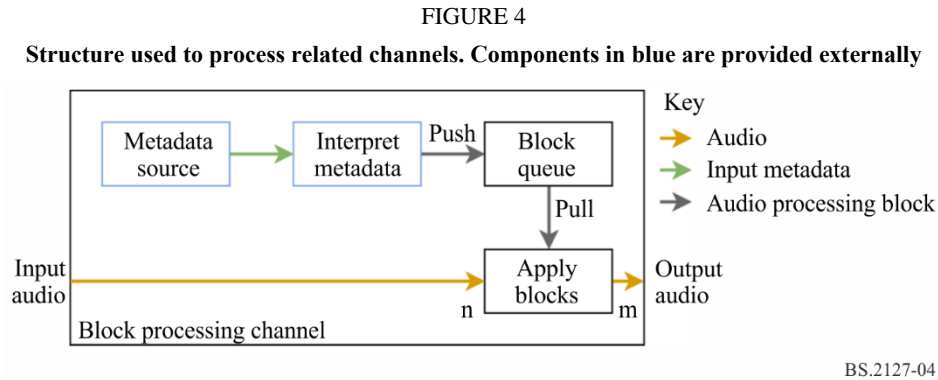 FIGURE 4
Structure used to process related channels. Components in blue are provided externally
Key
Metadata
source
Interpret
metadata
Push
Block
queue
Audio
Input metadata
Audio processing block
Pull
Input
audio
Apply
blocks
Output
audio
n
m
Block processing channel
BS.2127-04